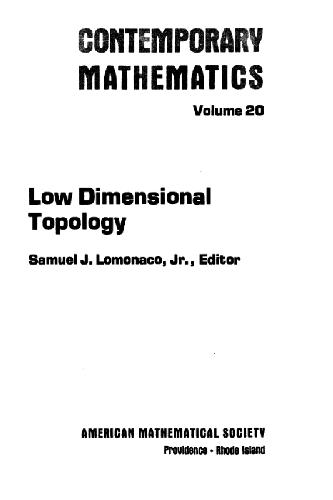 CONTEMPORARY
MATHEMATICS
Volume 20
Low Dimensional
Topology
Samuel J. Lomonaco, Jr., Editor
AMERICAN MATHEMATICAL SOCIETY
Providence - Rhode Island